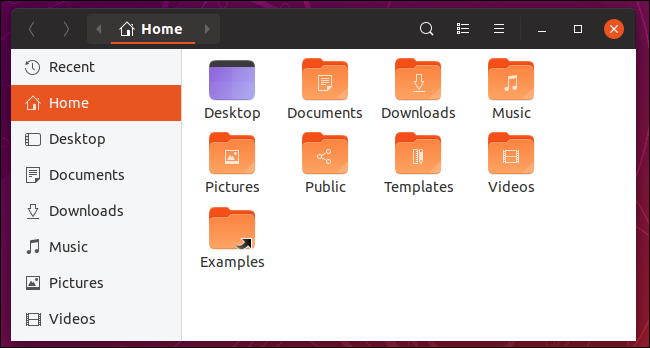 Home
Recent
Home
Desktop
Documents
Downloads
Music
Pictures
Videos
Desktop Documents Downloads Music
Pictures Public Templates Videos
Examples